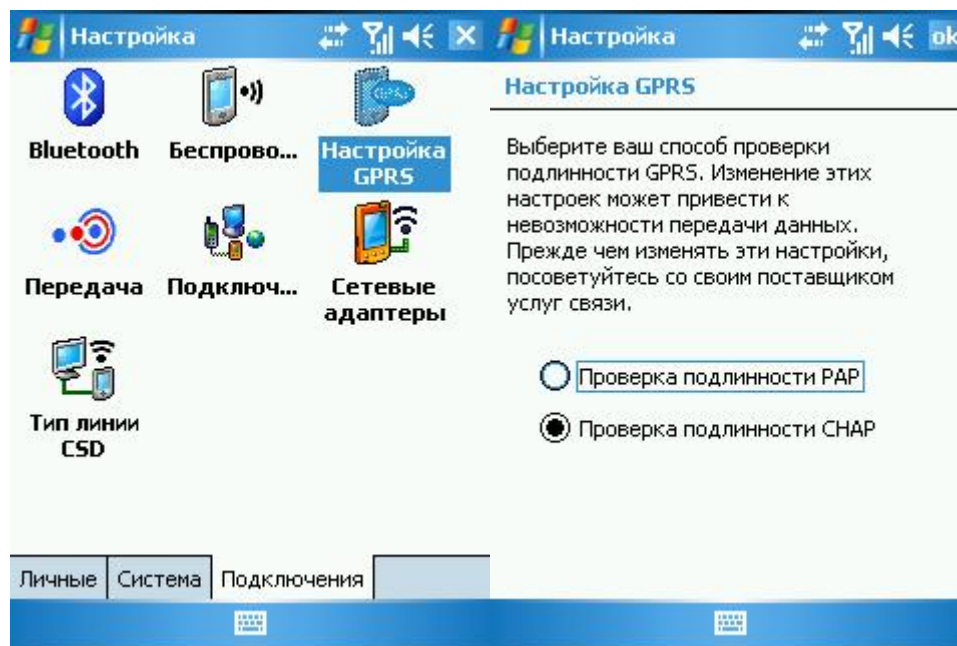 Настройка
Bluetooth
Беспрово...
Настройка
GPRS
Передача
Подключ...
Сетевые
адаптеры
Тип линии
CSD
Личные
Система
Подключения
Настройка
ok
Настройка GPRS
Выберите ваш способ проверки
подлинности GPRS. Изменение этих
настроек может привести к
невозможности передачи данных.
Прежде чем изменять эти настройки,
посоветуйтесь со своим поставщиком
услуг связи.
Проверка подлинности PAP
Проверка подлинности CHAP